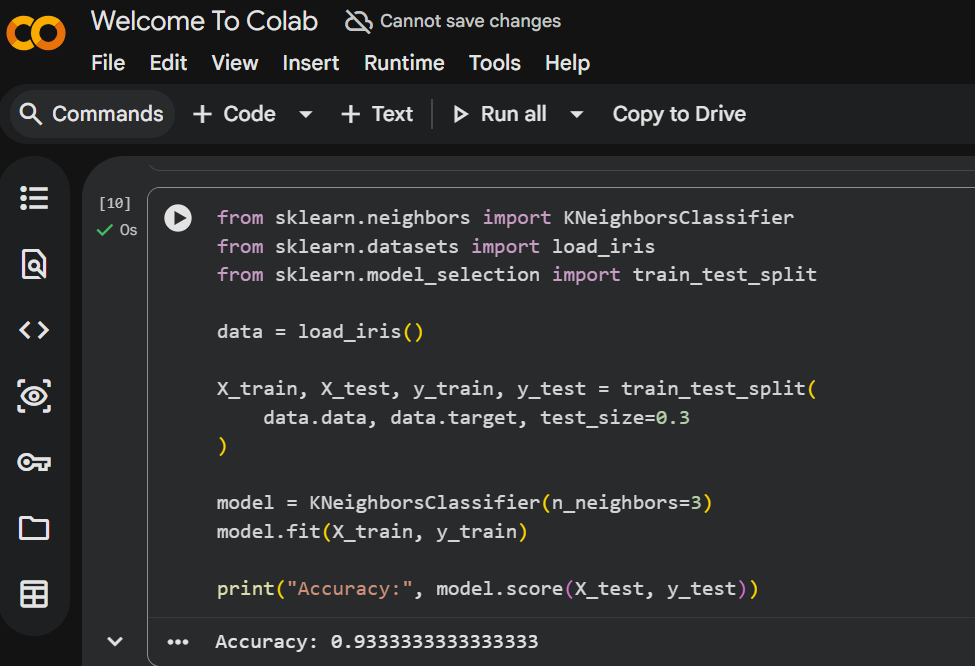 Welcome To Colab Cannot save changes
File Edit View Insert Runtime Tools Help
Commands + Code + Text Run all Copy to Drive
[10] from sklearn.neighbors import KNeighborsClassifier
0s from sklearn.datasets import load_iris
from sklearn.model_selection import train_test_split
data = load_iris()
X_train, X_test, y_train, y_test = train_test_split(
    data.data, data.target, test_size=0.3
)
model = KNeighborsClassifier(n_neighbors=3)
model.fit(X_train, y_train)
print("Accuracy:", model.score(X_test, y_test))
Accuracy: 0.9333333333333333